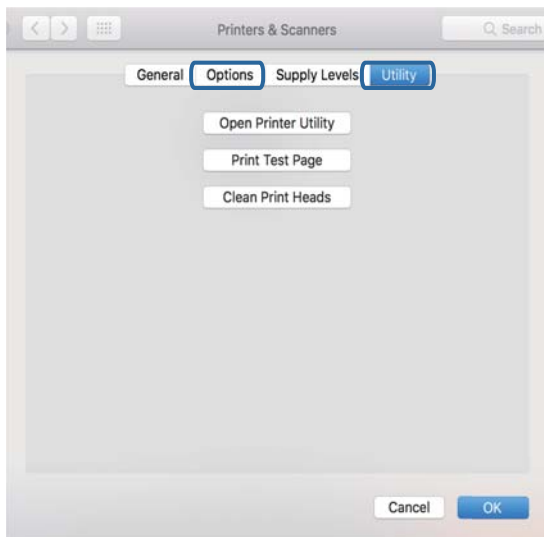 Printers & Scanners
Search
General Options Supply Levels Utility
Open Printer Utility
Print Test Page
Clean Print Heads
Cancel OK